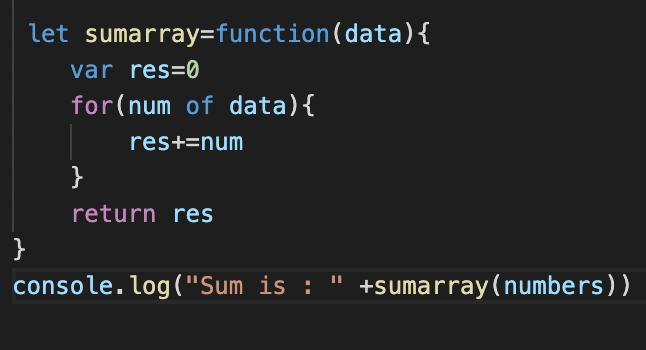 let sumarray=function(data){
var res=0
for(num of data){
res+=num
}
return res
}
console.log("Sum is : " +sumarray(numbers))